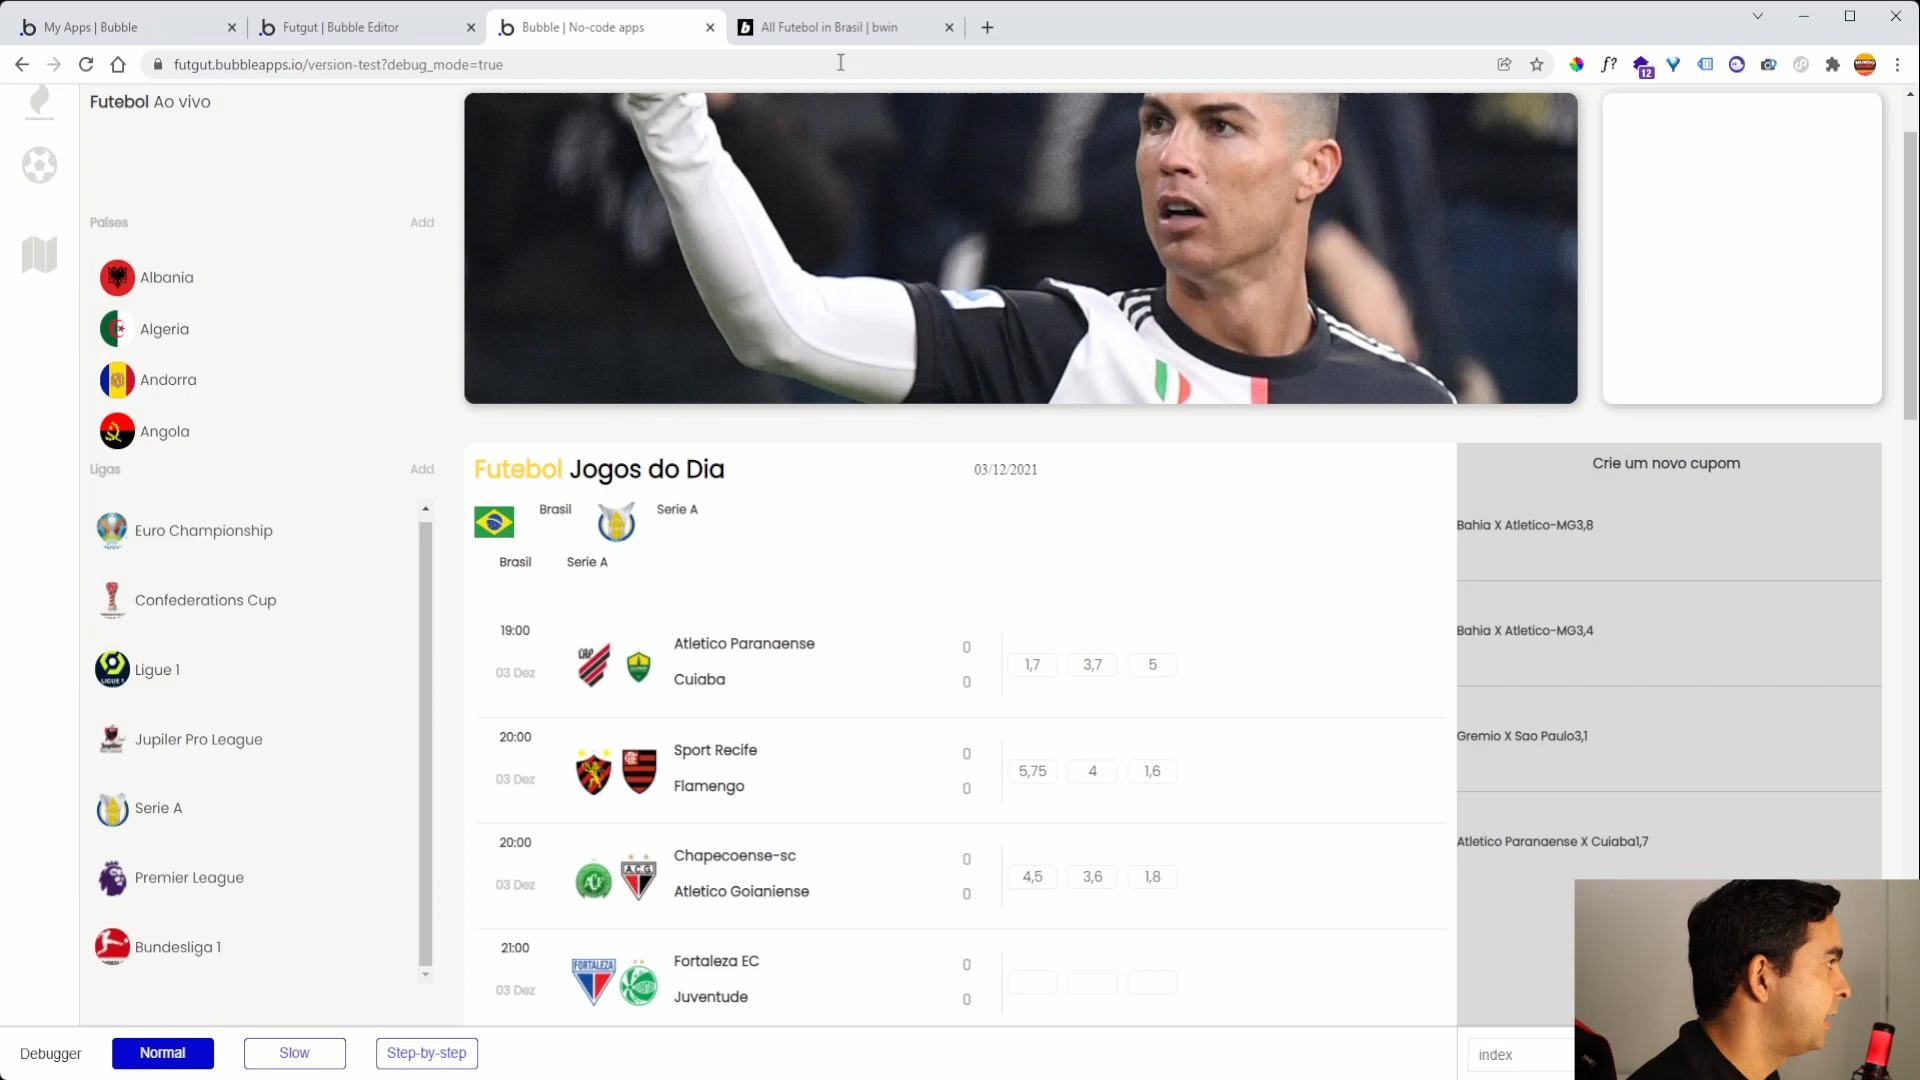 My Apps | Bubble
Futgut | Bubble Editor
Bubble | No-code apps
All Futebol in Brasil | bwin
futgut.bubbleapps.io/version-test?debug_mode=true
f?
12
Futebol Ao vivo
Países Add
Albania
Algeria
Andorra
Angola
Ligas Add
Euro Championship
Confederations Cup
Ligue 1
Jupiler Pro League
Serie A
Premier League
Bundesliga 1
Futebol Jogos do Dia 03/12/2021
Brasil Serie A
Brasil Serie A
19:00 03 Dez
Atletico Paranaense 0
Cuiaba 0
1,7 3,7 5
20:00 03 Dez
Sport Recife 0
Flamengo 0
5,75 4 1,6
20:00 03 Dez
Chapecoense-sc 0
Atletico Goianiense 0
4,5 3,6 1,8
21:00 03 Dez
FORTALEZA
Fortaleza EC 0
Juventude 0
Crie um novo cupom
Bahia X Atletico-MG3,8
Bahia X Atletico-MG3,4
Gremio X Sao Paulo3,1
Atletico Paranaense X Cuiaba1,7
Debugger Normal Slow Step-by-step
index